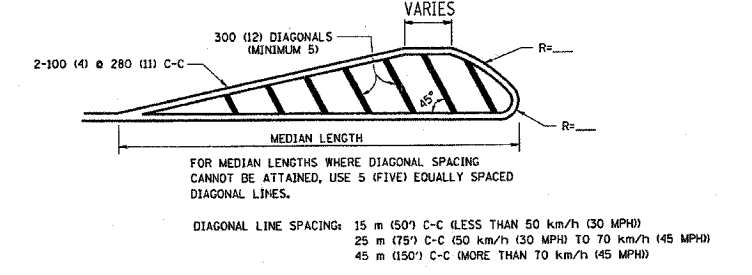 VARIES
300 (12) DIAGONALS
(MINIMUM 5)
R=___
2-100 (4) @ 280 (11) C-C
45°
R=___
MEDIAN LENGTH
FOR MEDIAN LENGTHS WHERE DIAGONAL SPACING
CANNOT BE ATTAINED, USE 5 (FIVE) EQUALLY SPACED
DIAGONAL LINES.
DIAGONAL LINE SPACING: 15 m (50') C-C (LESS THAN 50 km/h (30 MPH))
25 m (75') C-C (50 km/h (30 MPH) TO 70 km/h (45 MPH))
45 m (150') C-C (MORE THAN 70 km/h (45 MPH))